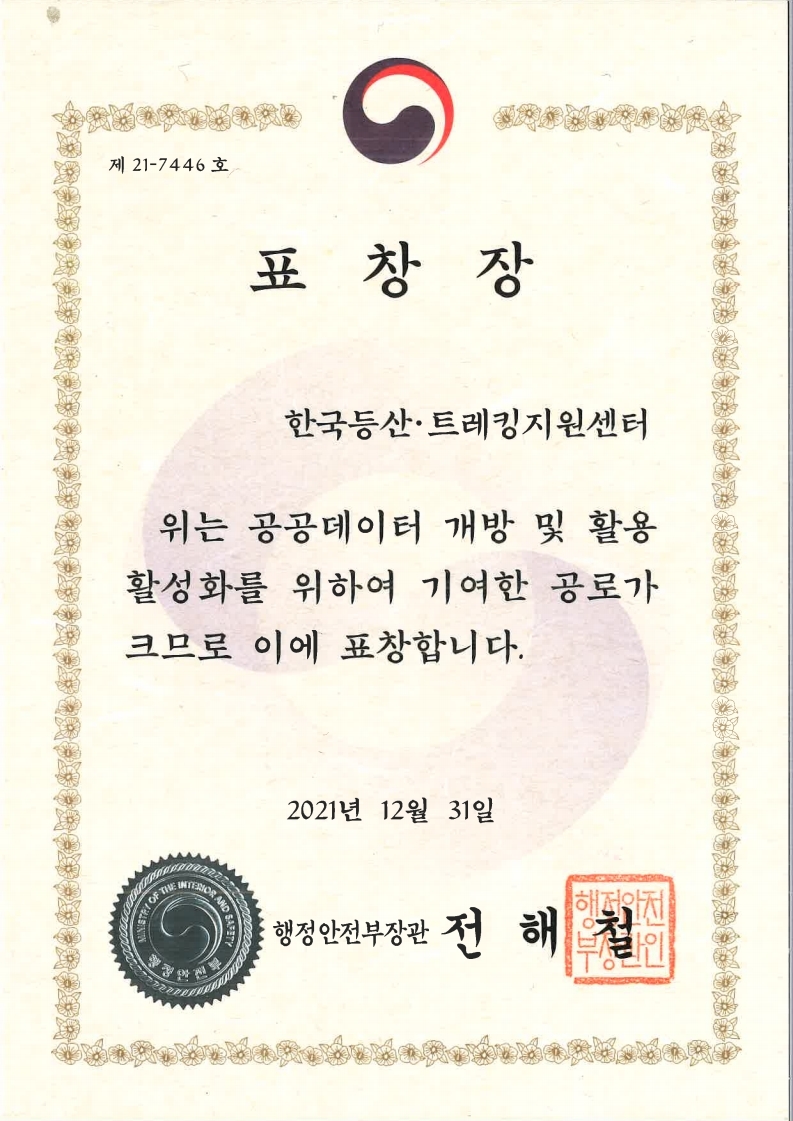 제 21-7446 호
표 창 장
한국등산·트레킹지원센터
위는 공공데이터 개방 및 활용
활성화를 위하여 기여한 공로가
크므로 이에 표창합니다.
2021년 12월 31일
MINISTRY OF THE INTERIOR AND SAFETY
행정안전부
행정안전부장관 전 해 철
행정안전
부장관인